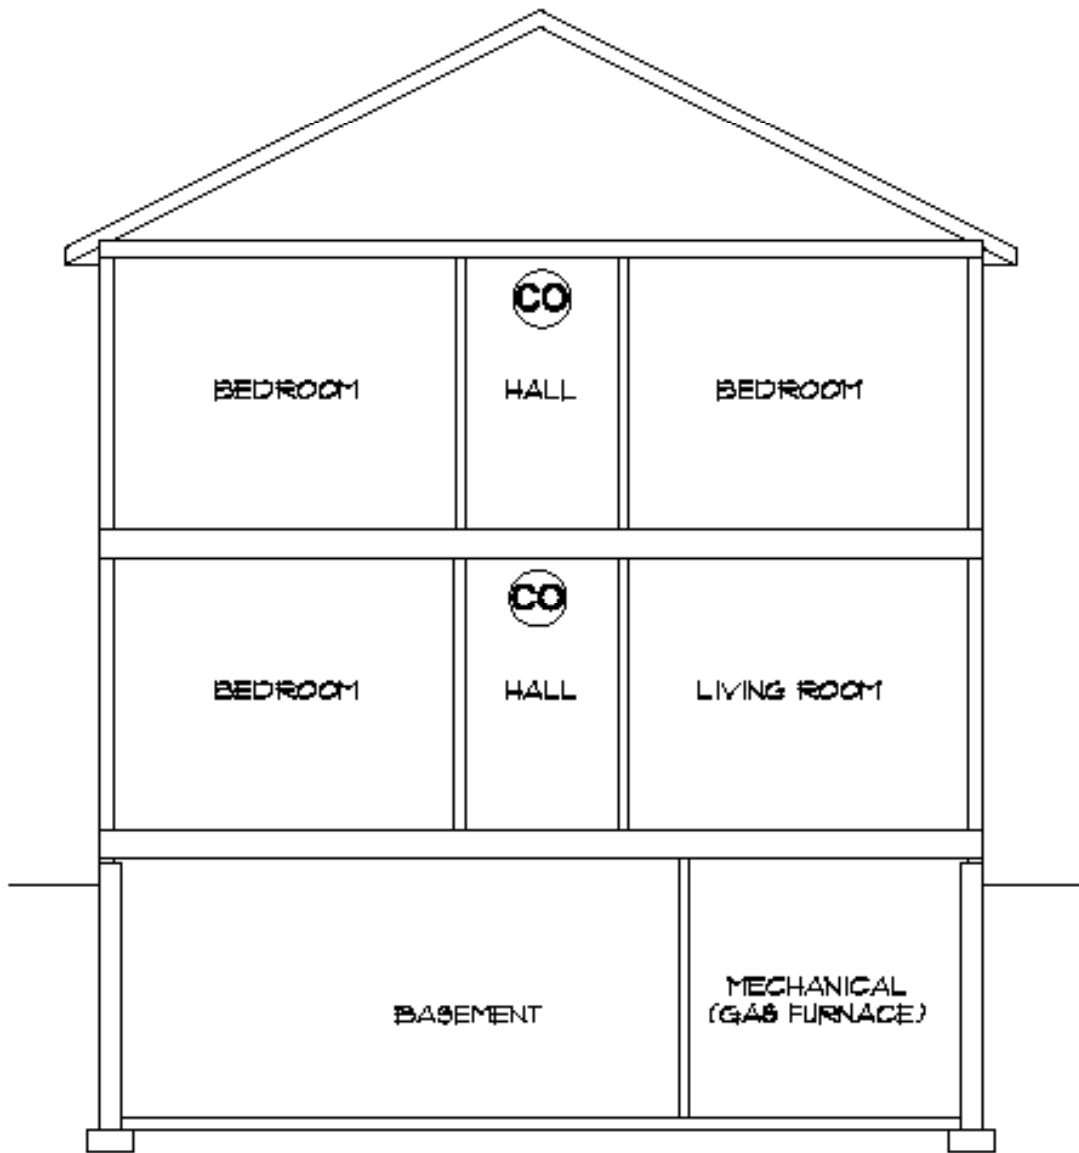 CO
BEDROOM
HALL
BEDROOM
CO
BEDROOM
HALL
LIVING ROOM
BASEMENT
MECHANICAL
(GAS FURNACE)